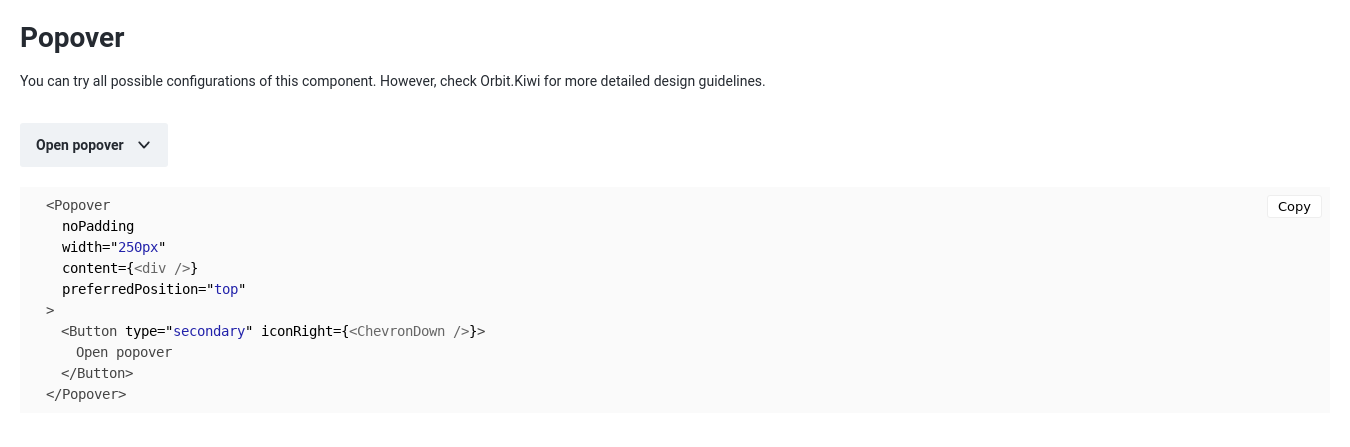 Popover
You can try all possible configurations of this component. However, check Orbit.Kiwi for more detailed design guidelines.
Open popover
Copy
<Popover
  noPadding
  width="250px"
  content={<div />}
  preferredPosition="top"
>
  <Button type="secondary" iconRight={<ChevronDown />}>
    Open popover
  </Button>
</Popover>